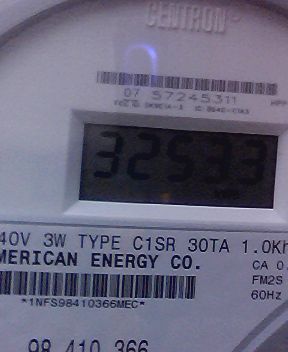 CENTRON
07 57245311
32533
40V 3W TYPE C1SR 30TA 1.0Kh
MERICAN ENERGY CO.
CA 0.
FM2S
60Hz
*1NFS98410366MEC*
98 410 366